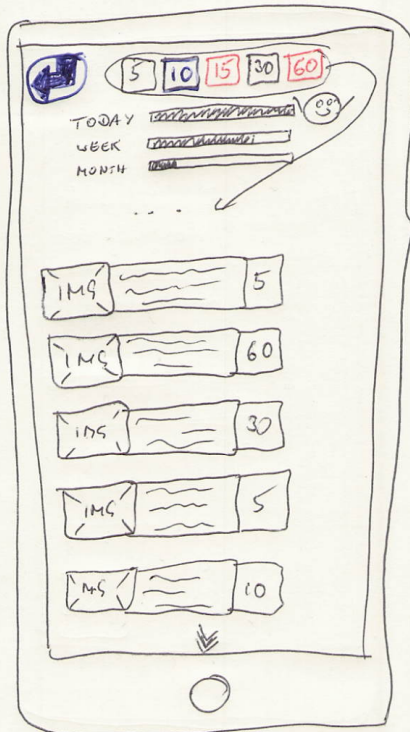 5 10 15 30 60
TODAY
WEEK
MONTH
....
IMG 5
IMG 60
IMG 30
IMG 5
IMG 10